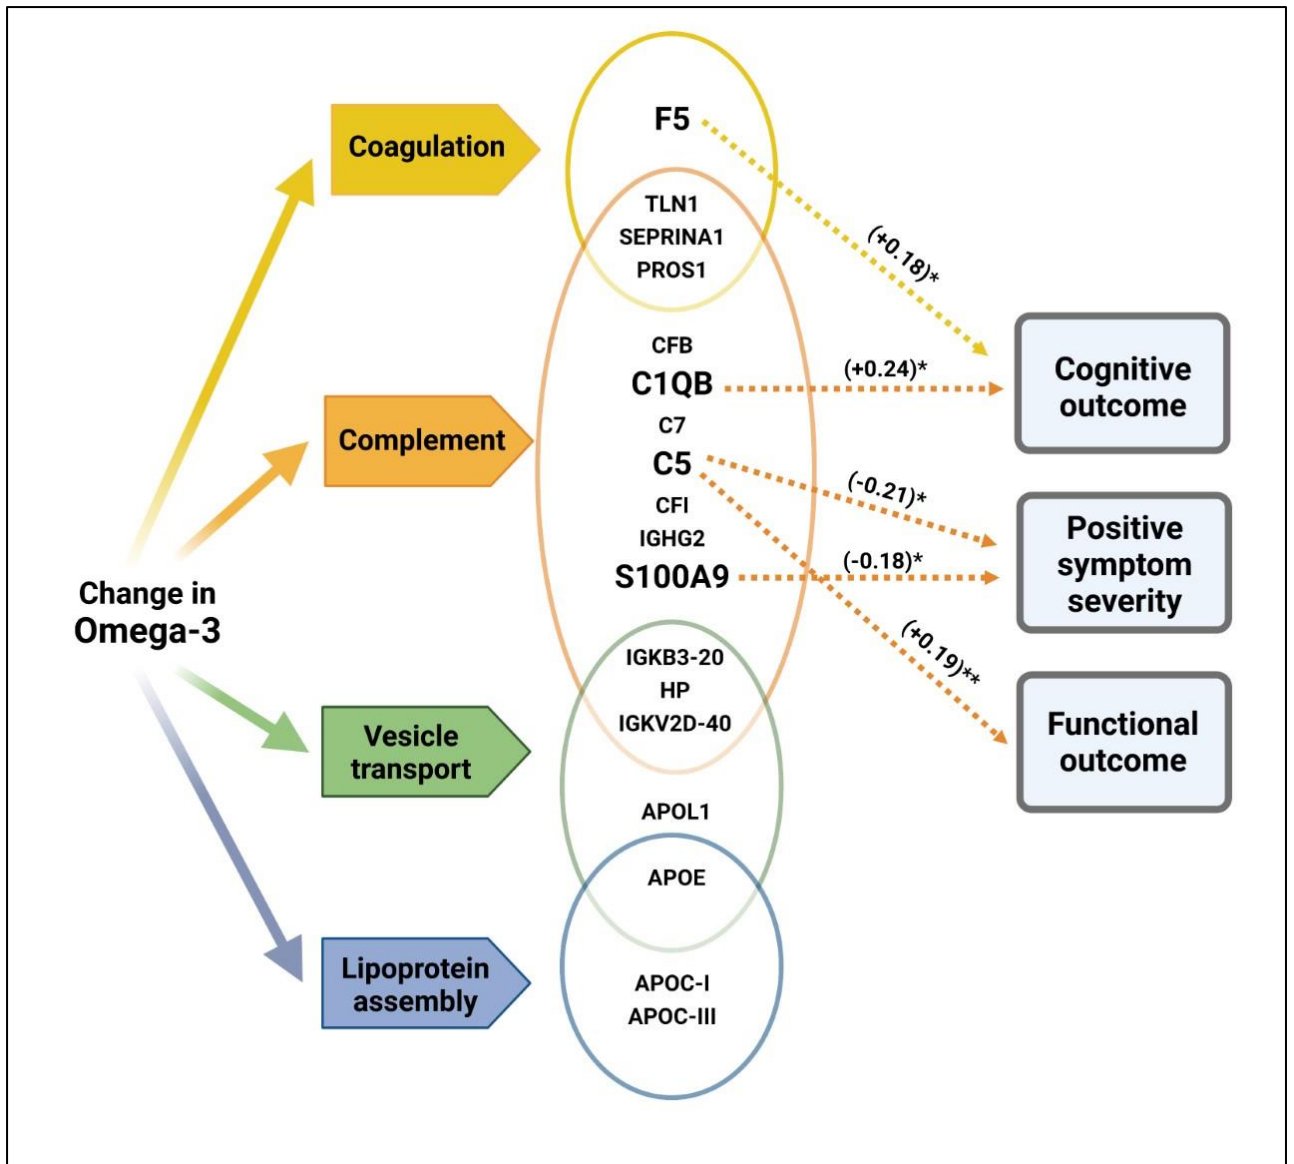 Coagulation
Complement
Change in
Omega-3
Vesicle
transport
Lipoprotein
assembly
F5
TLN1
SEPRINA1
PROS1
CFB
C1QB
C7
C5
CFI
IGHG2
S100A9
IGKB3-20
HP
IGKV2D-40
APOL1
APOE
APOC-I
APOC-III
(+0.18)*
(+0.24)*
(-0.21)*
(-0.18)*
(+0.19)**
Cognitive
outcome
Positive
symptom
severity
Functional
outcome